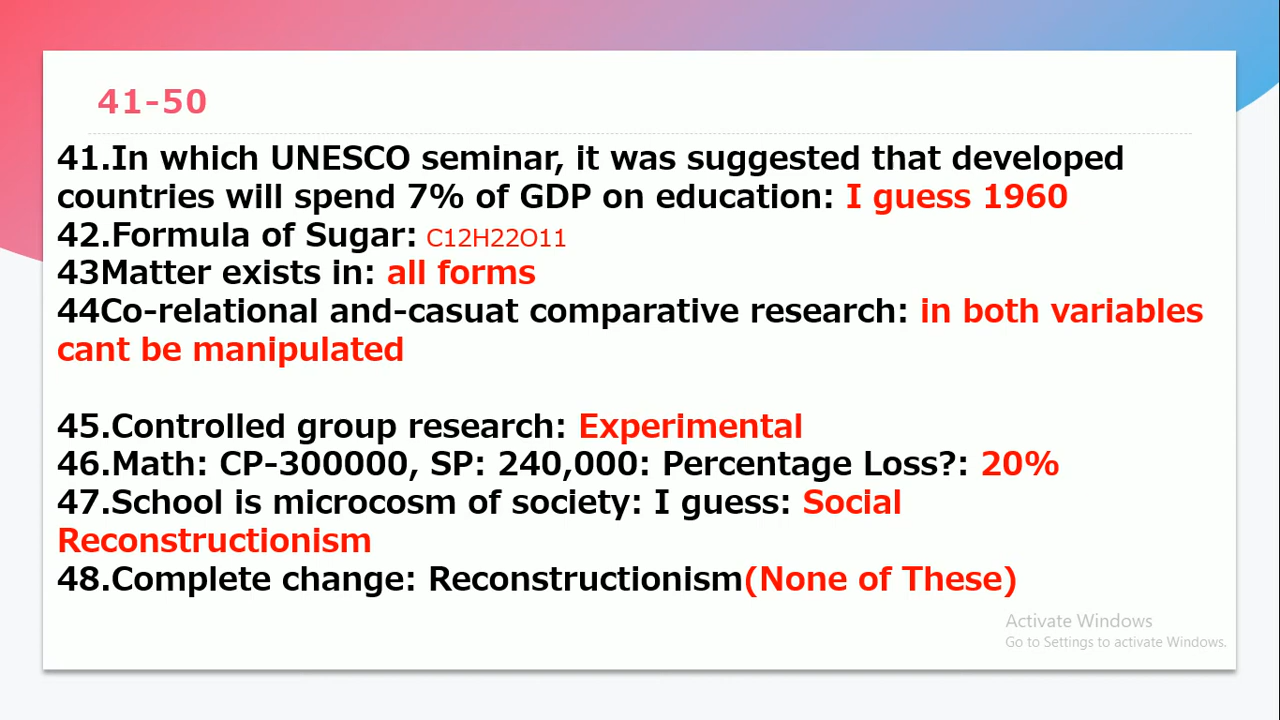 41-50
41.In which UNESCO seminar, it was suggested that developed
countries will spend 7% of GDP on education: I guess 1960
42.Formula of Sugar: C12H22O11
43Matter exists in: all forms
44Co-relational and-casuat comparative research: in both variables
cant be manipulated
45.Controlled group research: Experimental
46.Math: CP-300000, SP: 240,000: Percentage Loss?: 20%
47.School is microcosm of society: I guess: Social
Reconstructionism
48.Complete change: Reconstructionism(None of These)
Activate Windows
Go to Settings to activate Windows.